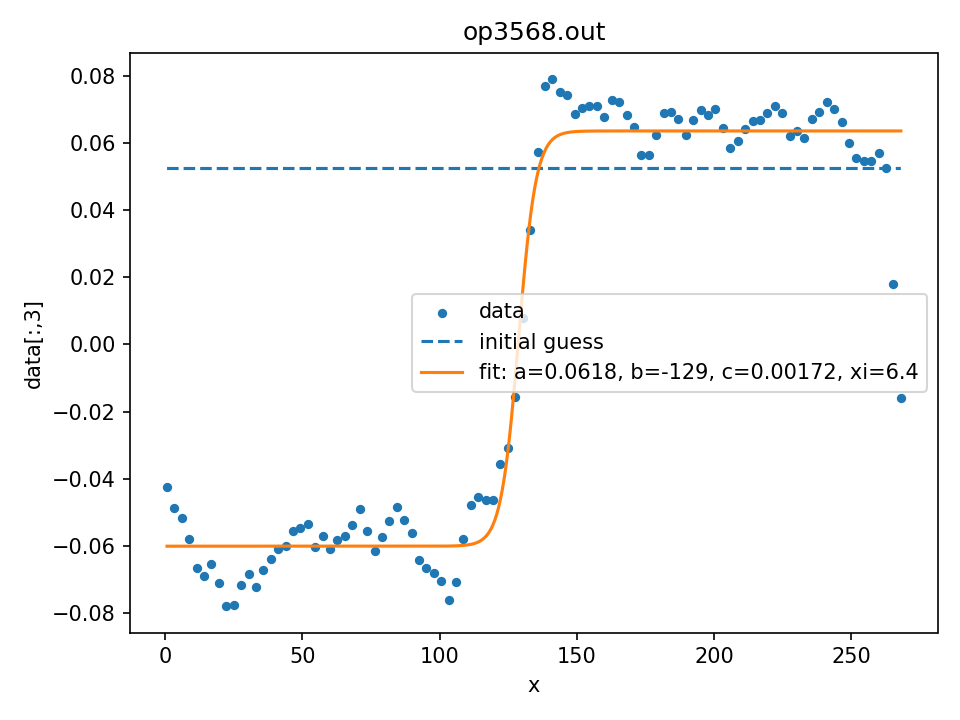 op3568.out
0.08
0.06
0.04
0.02
0.00
−0.02
−0.04
−0.06
−0.08
data[:,3]
data
initial guess
fit: a=0.0618, b=-129, c=0.00172, xi=6.4
0 50 100 150 200 250
x